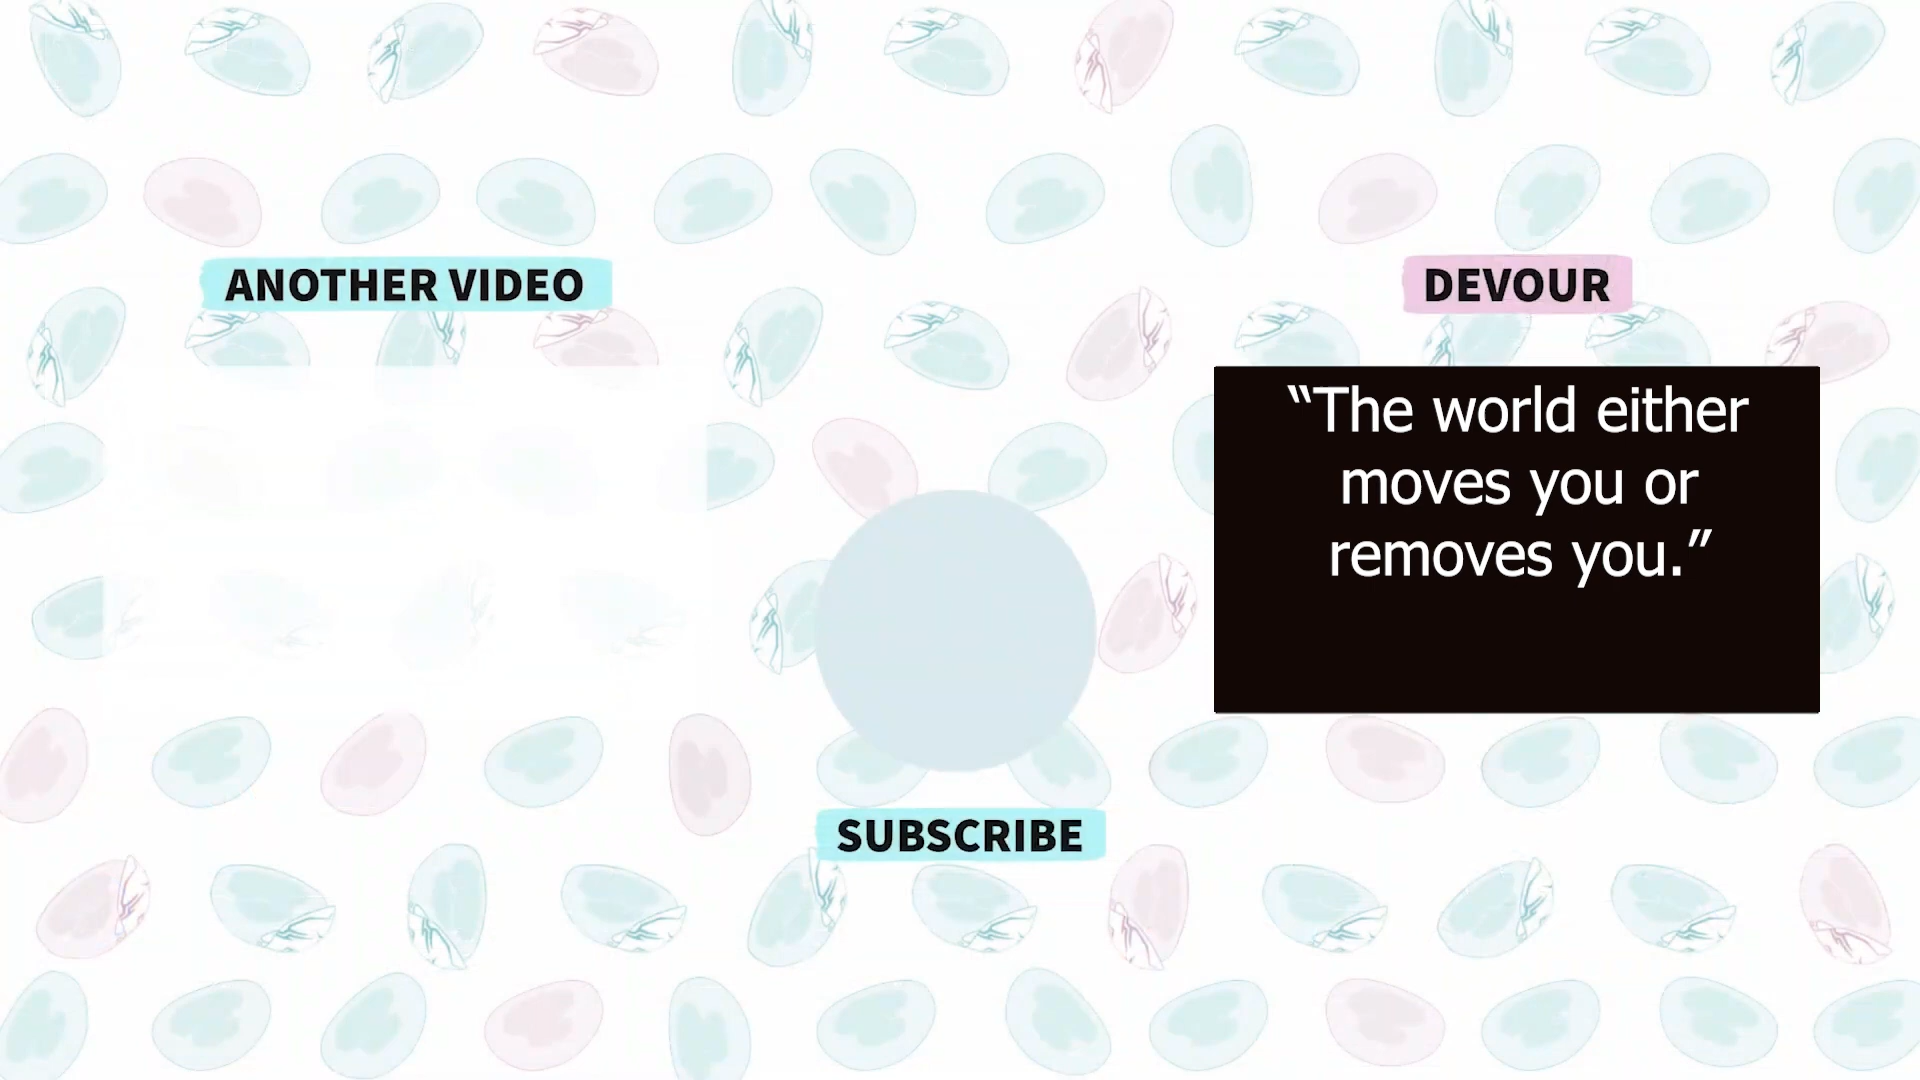 ANOTHER VIDEO
DEVOUR
“The world either
moves you or
removes you.”
SUBSCRIBE